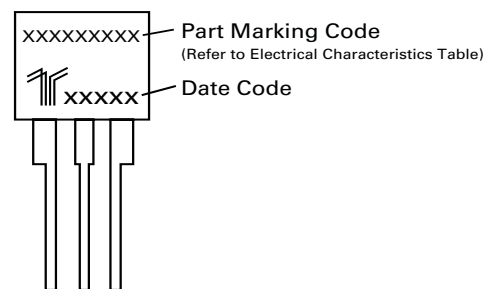 xxxxxxxxx
Part Marking Code
(Refer to Electrical Characteristics Table)
xxxxx
Date Code